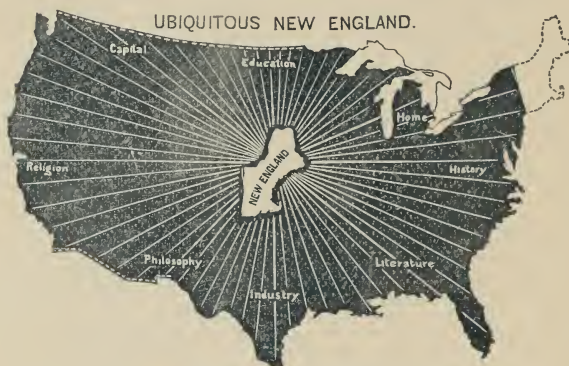 UBIQUITOUS NEW ENGLAND.
Capital
Education
Home
NEW ENGLAND
Religion
History
Philosophy
Literature
Industry